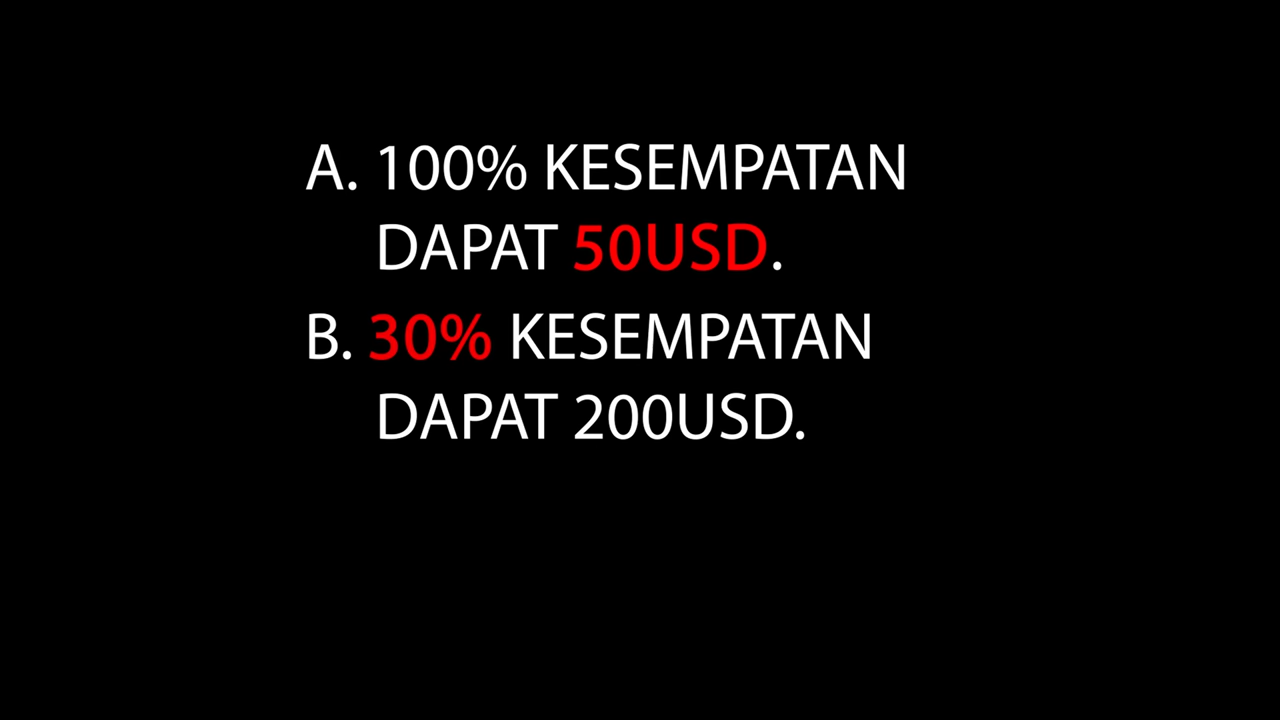 A. 100% KESEMPATAN
DAPAT 50USD.
B. 30% KESEMPATAN
DAPAT 200USD.